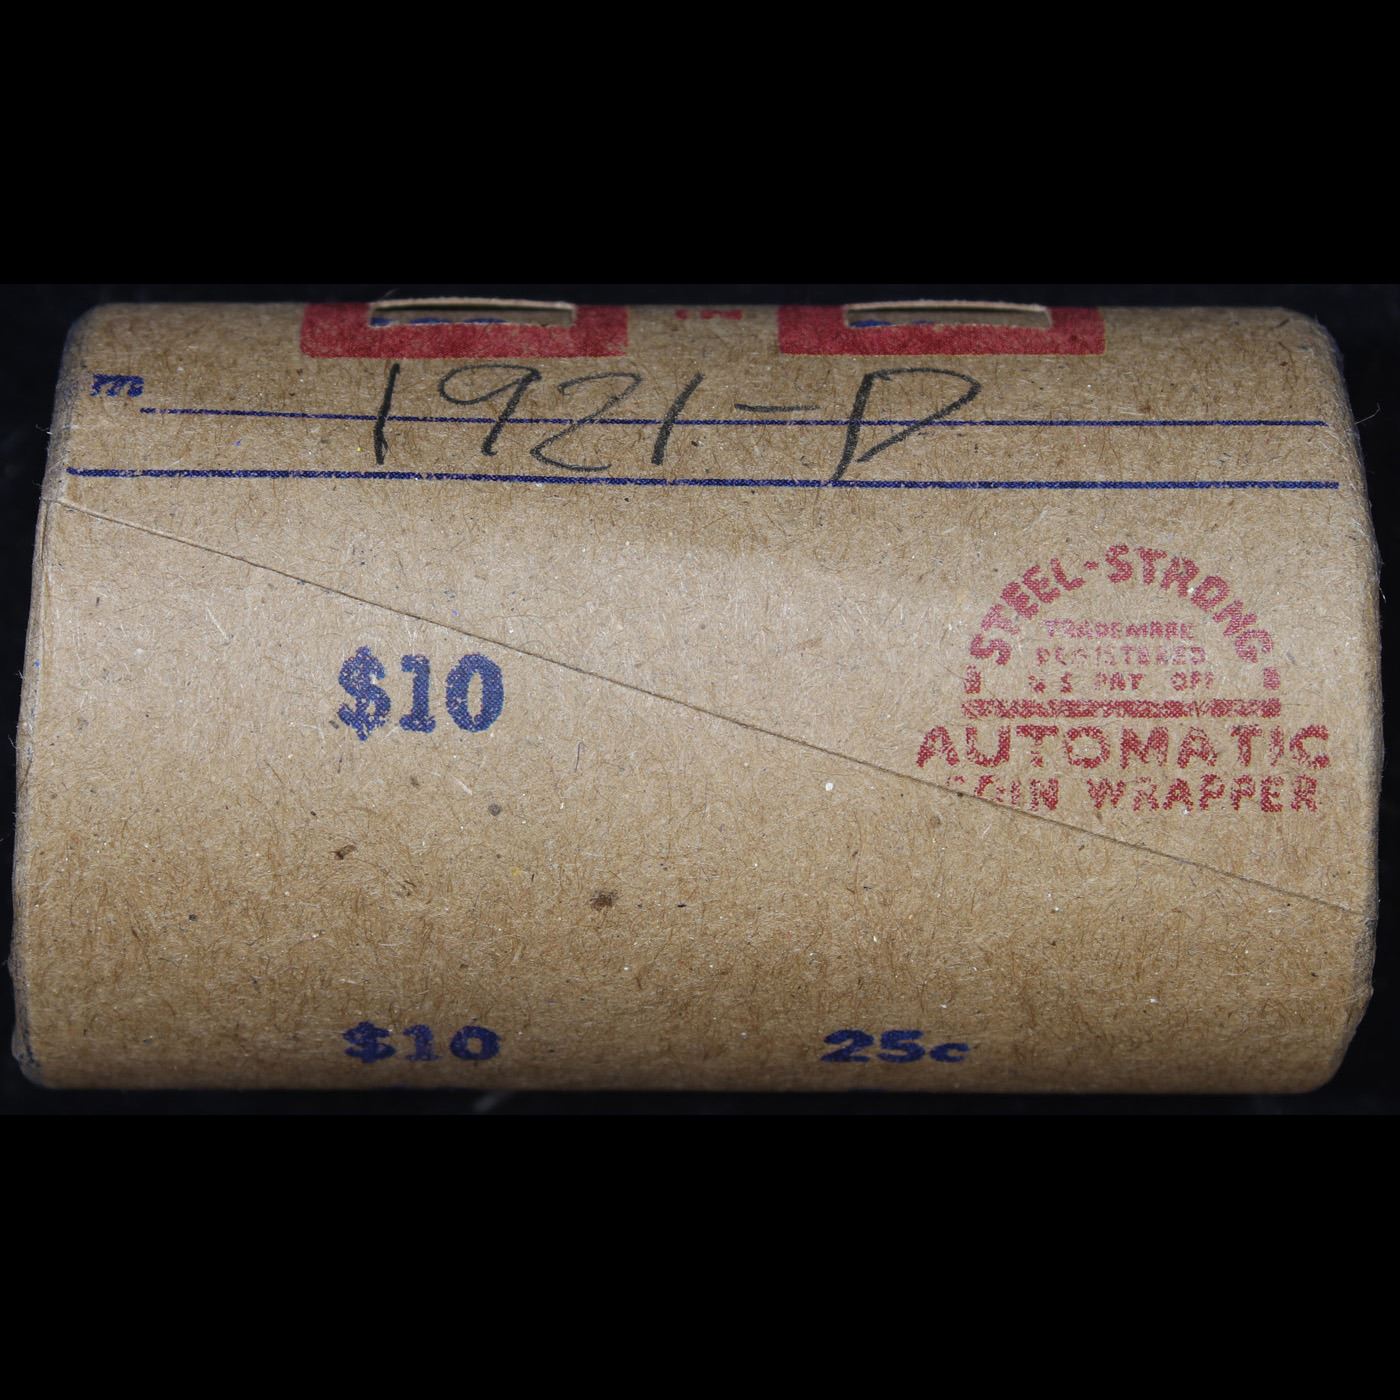 1921-D
STEEL-STRONG
TRADEMARK
REGISTERED
U S PAT OFF
AUTOMATIC
COIN WRAPPER
$10
$10 25c